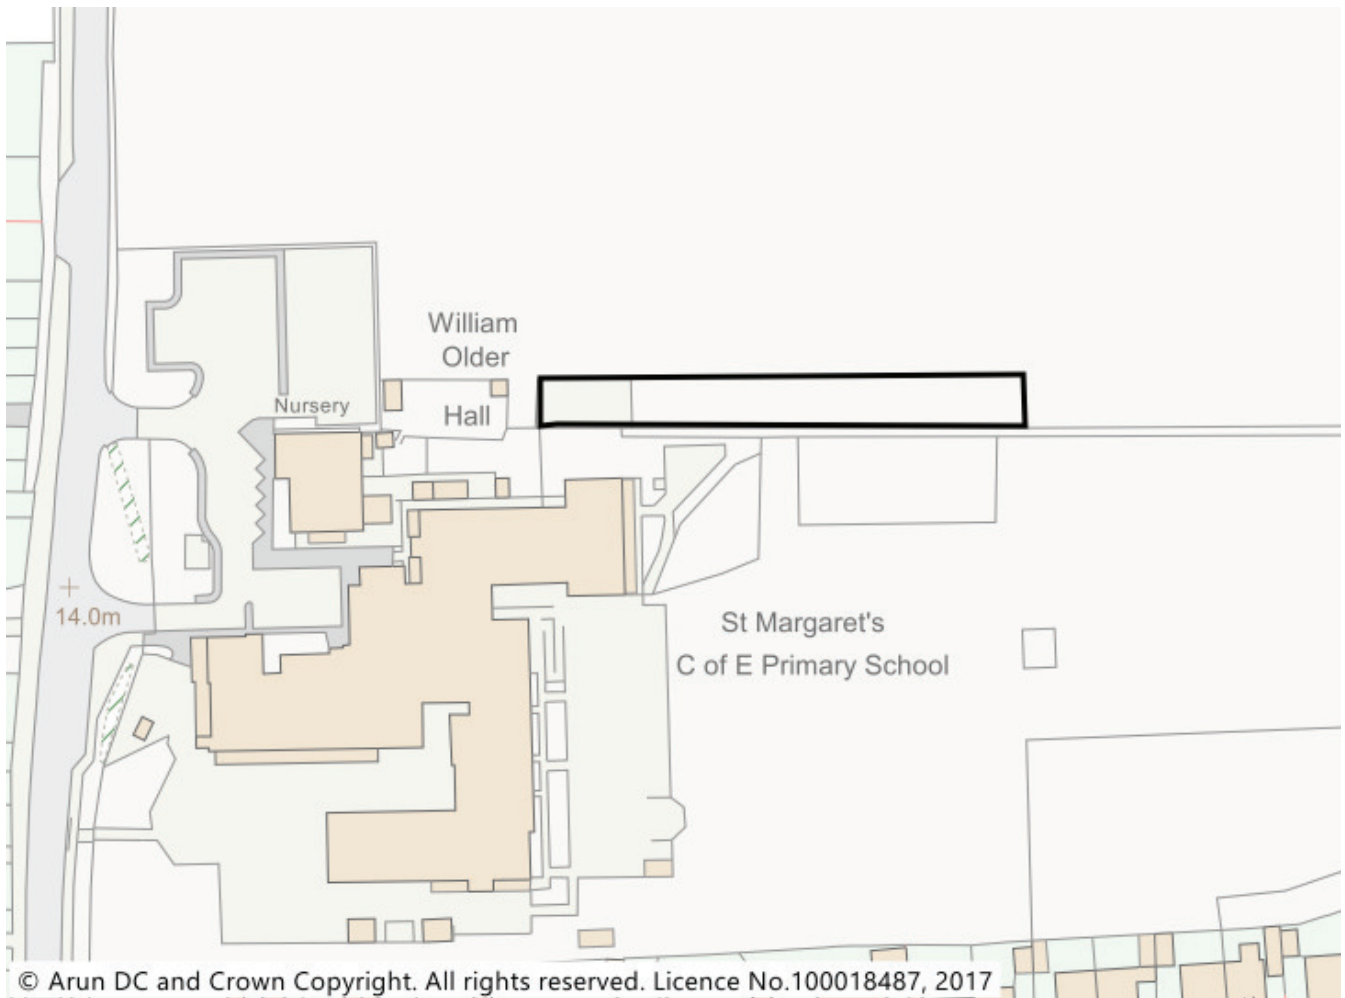 William
Older
Nursery
Hall
14.0m
St Margaret's
C of E Primary School
© Arun DC and Crown Copyright. All rights reserved. Licence No.100018487, 2017